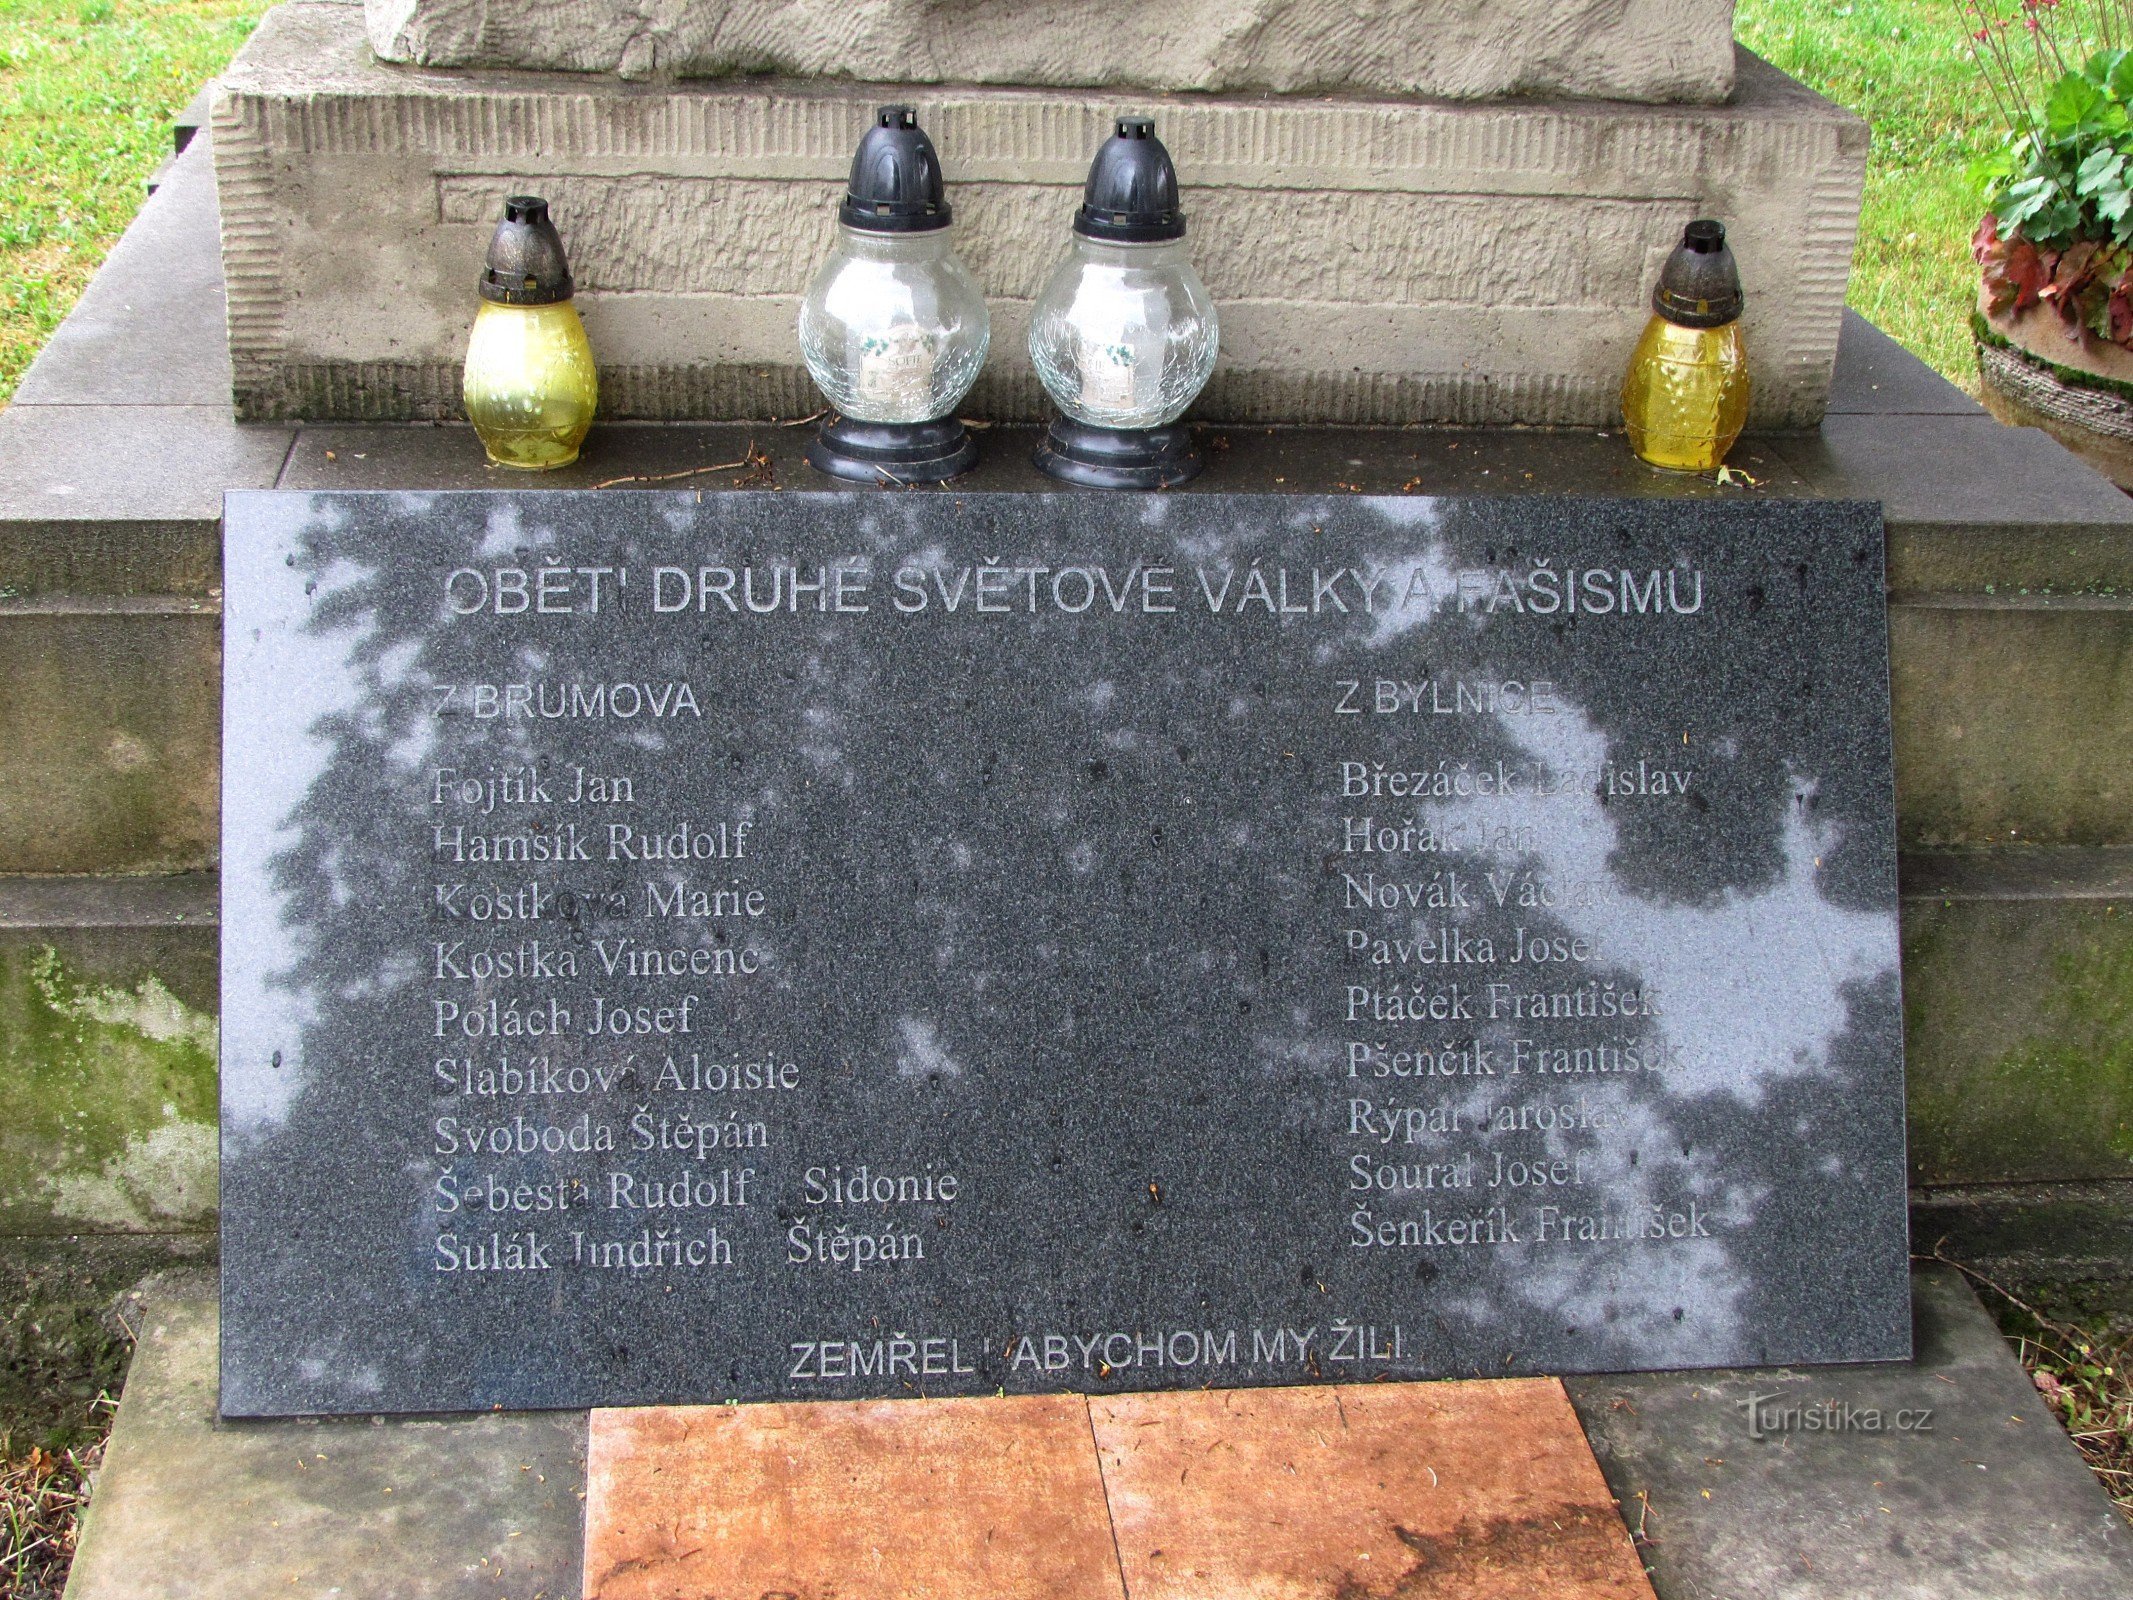 OBĚTI DRUHÉ SVĚTOVÉ VÁLKY A FAŠISMU
Z BRUMOVA
Fojtík Jan
Hamšík Rudolf
Kostková Marie
Kostka Vincenc
Polách Josef
Slabíková Aloisie
Svoboda Štěpán
Šebesta Rudolf Sidonie
Šulák Jindřich Štěpán
Z BYLNICE
Březáček Ladislav
Hořák Jan
Novák Václav
Pavelka Josef
Ptáček František
Pšenčík František
Rýpar Jaroslav
Soural Josef
Šenkeřík František
ZEMŘELI ABYCHOM MY ŽILI.
Turistika.cz